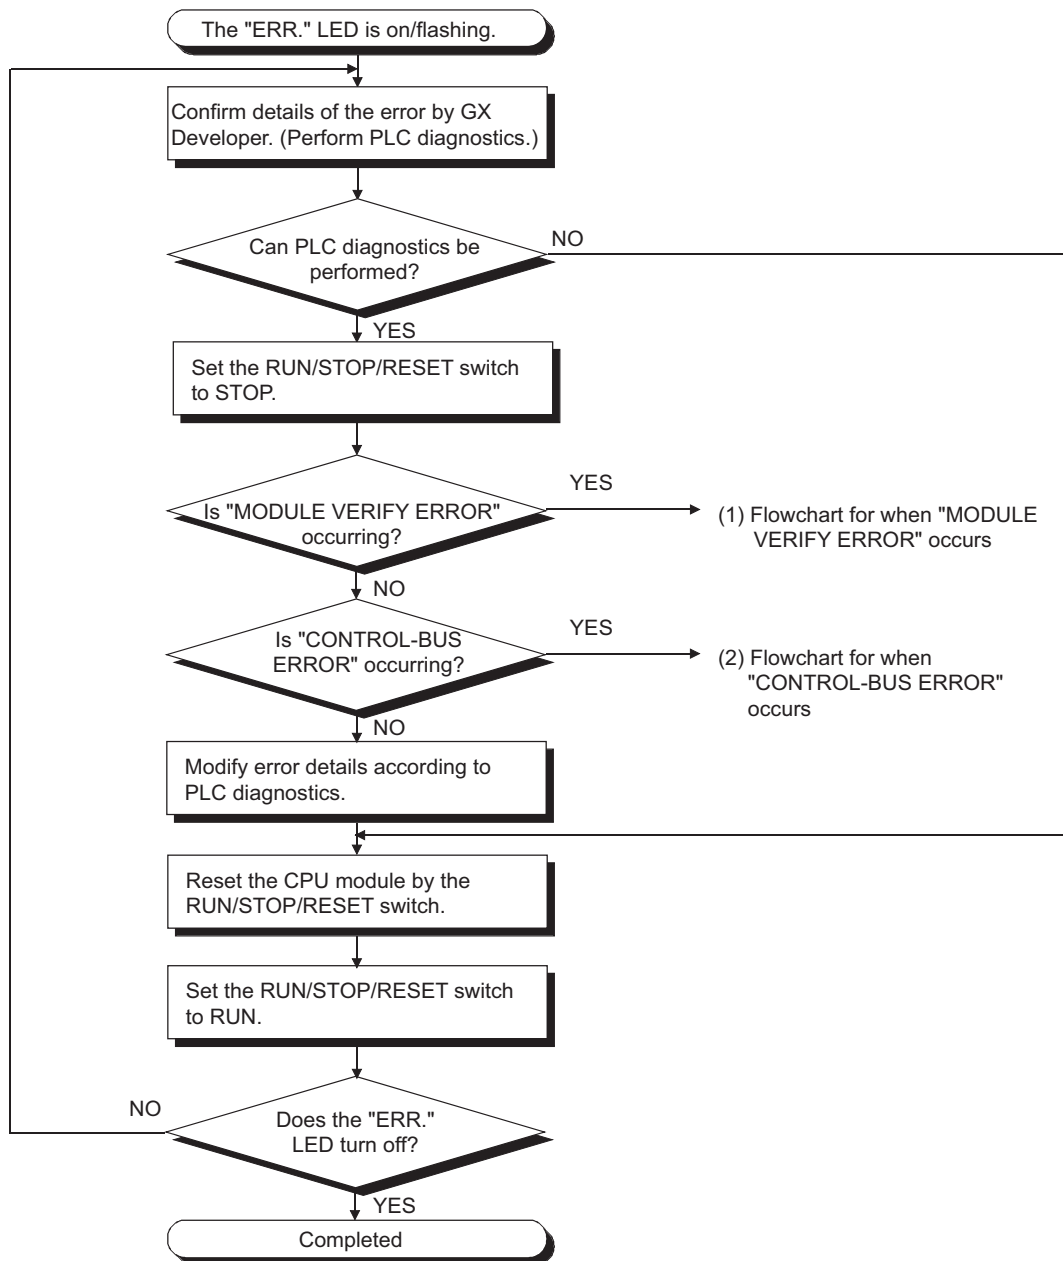 The "ERR." LED is on/flashing.
Confirm details of the error by GX
Developer. (Perform PLC diagnostics.)
Can PLC diagnostics be
performed?
NO
YES
Set the RUN/STOP/RESET switch
to STOP.
YES
Is "MODULE VERIFY ERROR"
occurring?
(1) Flowchart for when "MODULE
VERIFY ERROR" occurs
NO
YES
Is "CONTROL-BUS
ERROR" occurring?
(2) Flowchart for when
"CONTROL-BUS ERROR"
occurs
NO
Modify error details according to
PLC diagnostics.
Reset the CPU module by the
RUN/STOP/RESET switch.
Set the RUN/STOP/RESET switch
to RUN.
NO
Does the "ERR."
LED turn off?
YES
Completed